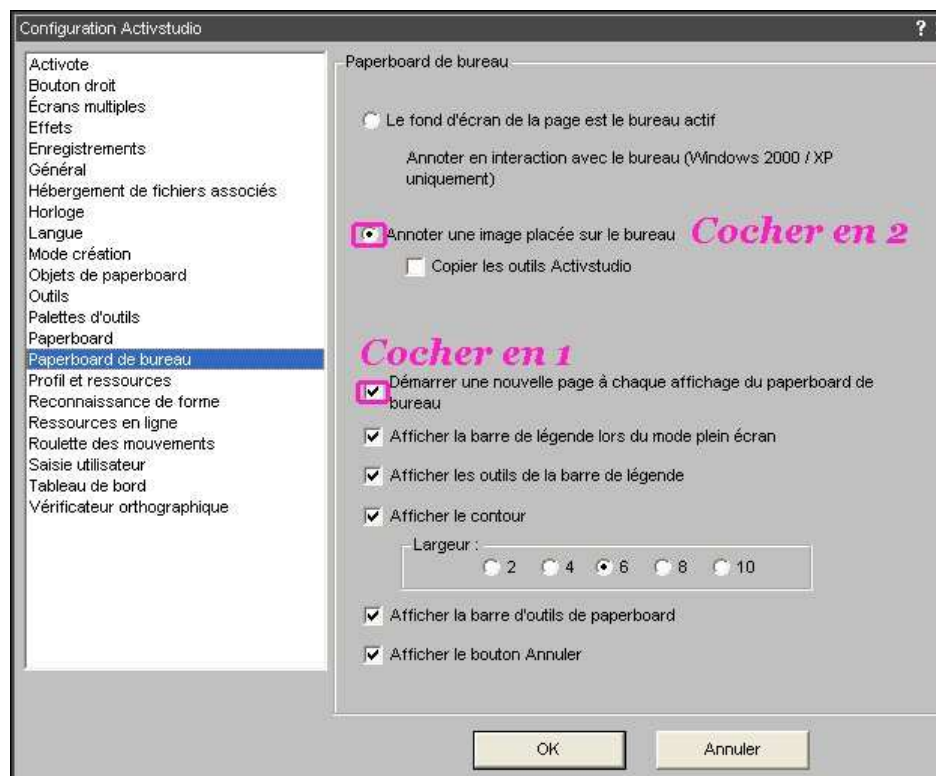 Configuration Activstudio
?
Activote
Bouton droit
Écrans multiples
Effets
Enregistrements
Général
Hébergement de fichiers associés
Horloge
Langue
Mode création
Objets de paperboard
Outils
Palettes d'outils
Paperboard
Paperboard de bureau
Profil et ressources
Reconnaissance de forme
Ressources en ligne
Roulette des mouvements
Saisie utilisateur
Tableau de bord
Vérificateur orthographique
Paperboard de bureau
Le fond d'écran de la page est le bureau actif
Annoter en interaction avec le bureau (Windows 2000 / XP
uniquement)
Annoter une image placée sur le bureau Cocher en 2
Copier les outils Activstudio
Cocher en 1
Démarrer une nouvelle page à chaque affichage du paperboard de
bureau
Afficher la barre de légende lors du mode plein écran
Afficher les outils de la barre de légende
Afficher le contour
Largeur :
2 4 6 8 10
Afficher la barre d'outils de paperboard
Afficher le bouton Annuler
OK Annuler